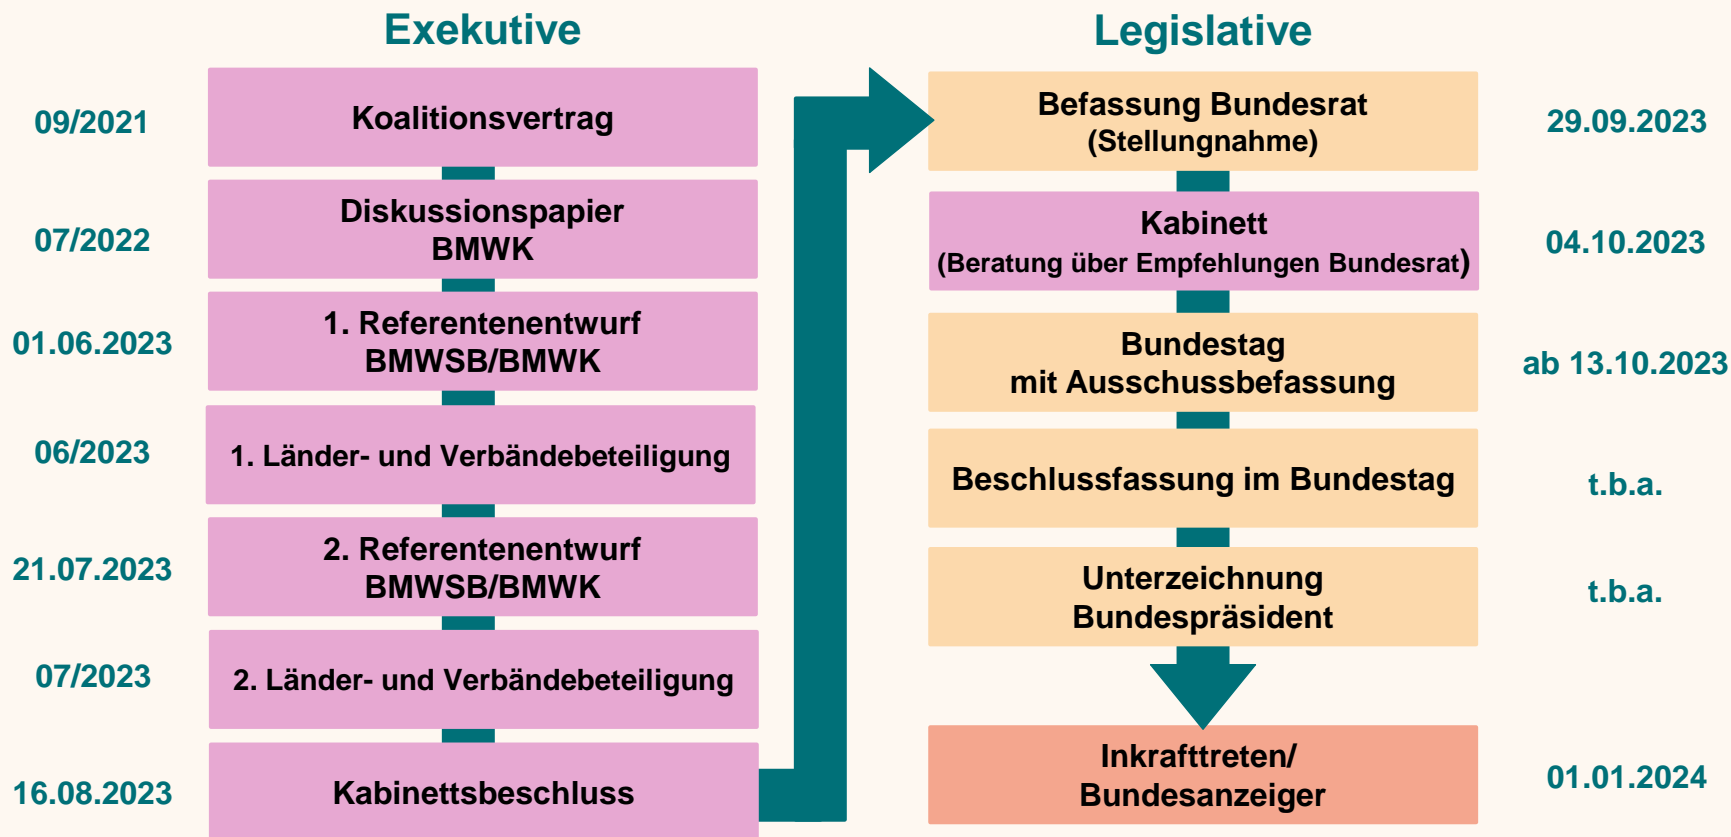 Exekutive
09/2021
Koalitionsvertrag
07/2022
Diskussionspapier
BMWK
01.06.2023
1. Referentenentwurf
BMWSB/BMWK
06/2023
1. Länder- und Verbändebeteiligung
21.07.2023
2. Referentenentwurf
BMWSB/BMWK
07/2023
2. Länder- und Verbändebeteiligung
16.08.2023
Kabinettsbeschluss
Legislative
Befassung Bundesrat
(Stellungnahme)
29.09.2023
Kabinett
(Beratung über Empfehlungen Bundesrat)
04.10.2023
Bundestag
mit Ausschussbefassung
ab 13.10.2023
Beschlussfassung im Bundestag
t.b.a.
Unterzeichnung
Bundespräsident
t.b.a.
Inkrafttreten/
Bundesanzeiger
01.01.2024